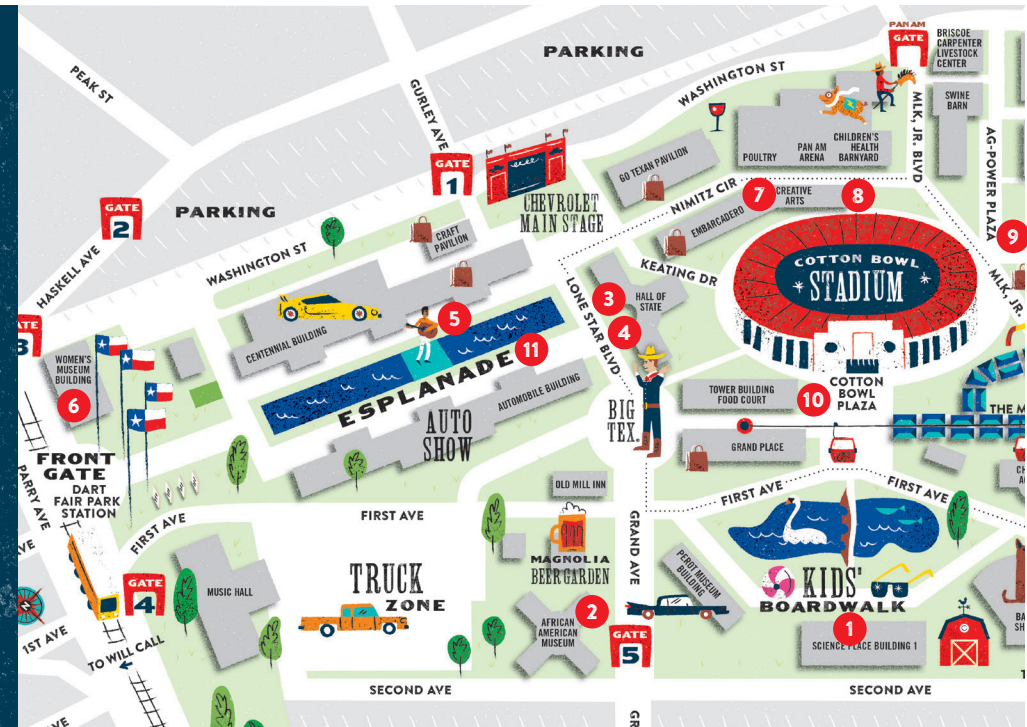 PARKING
PEAK ST
GURLEY AVE
WASHINGTON ST
PAN AM
GATE
BRISCOE
CARPENTER
LIVESTOCK
CENTER
SWINE
BARN
MLK, JR. BLVD
AG-POWER PLAZA
POULTRY
PAN AM
ARENA
CHILDREN'S
HEALTH
BARNYARD
GATE
1
CHEVROLET
MAIN STAGE
GO TEXAN PAVILION
NIMITZ CIR
7
CREATIVE
ARTS
8
EMBARCADERO
KEATING DR
GATE
2
PARKING
HASKELL AVE
WASHINGTON ST
CRAFT
PAVILION
9
MLK, JR.
COTTON BOWL
STADIUM
LONE STAR BLVD
3
HALL OF
STATE
4
5
CENTENNIAL BUILDING
11
ESPLANADE
AUTOMOBILE BUILDING
AUTO
SHOW
3
WOMEN'S
MUSEUM
BUILDING
6
BIG
TEX.
TOWER BUILDING
FOOD COURT
10
COTTON
BOWL
PLAZA
THE M
GRAND PLACE
FRONT
GATE
DART
FAIR PARK
STATION
PARRY AVE
FIRST AVE
FIRST AVE
OLD MILL INN
FIRST AVE
FIRST AVE
GRAND AVE
MAGNOLIA
BEER GARDEN
PEROT MUSEUM
BUILDING
KIDS'
BOARDWALK
TRUCK
ZONE
MUSIC HALL
GATE
4
N
1ST AVE
TO WILL CALL
AFRICAN
AMERICAN
MUSEUM
2
GATE
5
1
SCIENCE PLACE BUILDING 1
SECOND AVE
SECOND AVE